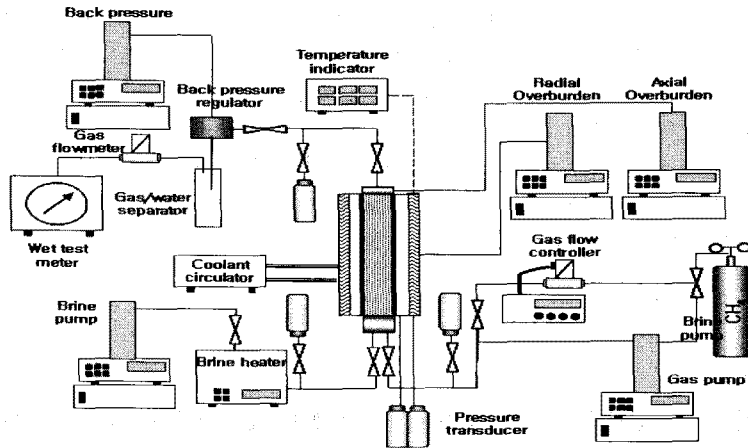 Back pressure
Temperature
indicator
Back pressure
regulator
Radial
Overburden
Axial
Overburden
Gas
flowmeter
Gas/water
separator
Wet test
meter
Coolant
circulator
Gas flow
controller
Brine
pump
Brine heater
CH₄
Brine
pump
Gas pump
Pressure
transducer